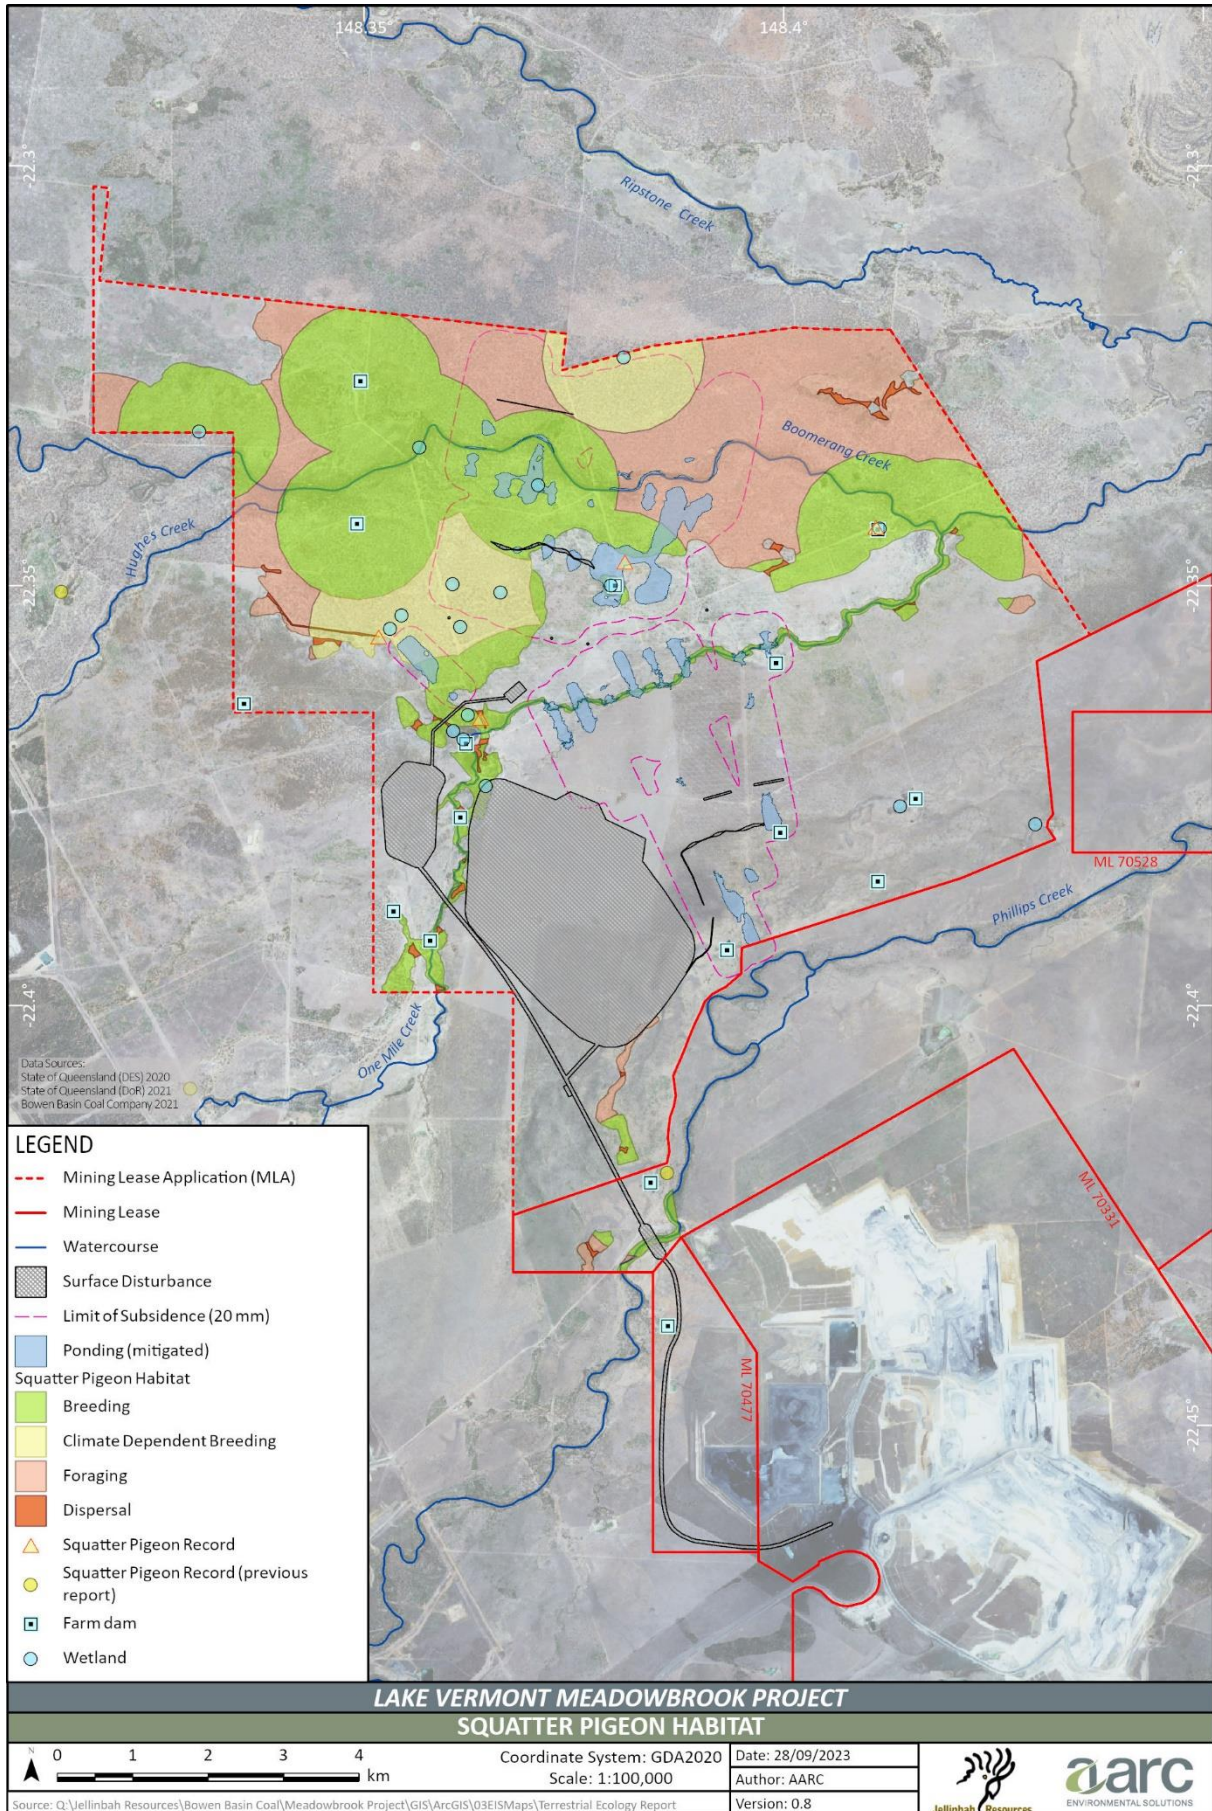 148.35°
148.4°
-22.3°
-22.3°
Ripstone Creek
Boomerang Creek
Hughes Creek
-22.35°
-22.35°
ML 70528
Phillips Creek
-22.4°
-22.4°
One Mile Creek
Data Sources:
State of Queensland (DES) 2020
State of Queensland (DoR) 2021
Bowen Basin Coal Company 2021
ML 70331
ML 70477
-22.45°
LEGEND
Mining Lease Application (MLA)
Mining Lease
Watercourse
Surface Disturbance
Limit of Subsidence (20 mm)
Ponding (mitigated)
Squatter Pigeon Habitat
Breeding
Climate Dependent Breeding
Foraging
Dispersal
Squatter Pigeon Record
Squatter Pigeon Record (previous
report)
Farm dam
Wetland
LAKE VERMONT MEADOWBROOK PROJECT
SQUATTER PIGEON HABITAT
N
0 1 2 3 4
km
Coordinate System: GDA2020
Scale: 1:100,000
Date: 28/09/2023
Author: AARC
Version: 0.8
Source: Q:\Jellinbah Resources\Bowen Basin Coal\Meadowbrook Project\GIS\ArcGIS\03EISMaps\Terrestrial Ecology Report
Jellinbah Resources
aarc
ENVIRONMENTAL SOLUTIONS